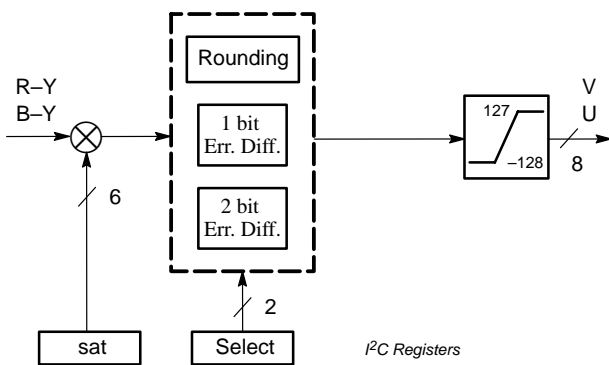 Rounding
R–Y
B–Y
1 bit
Err. Diff.
2 bit
Err. Diff.
127
–128
V
U
8
6
2
sat
Select
I²C Registers